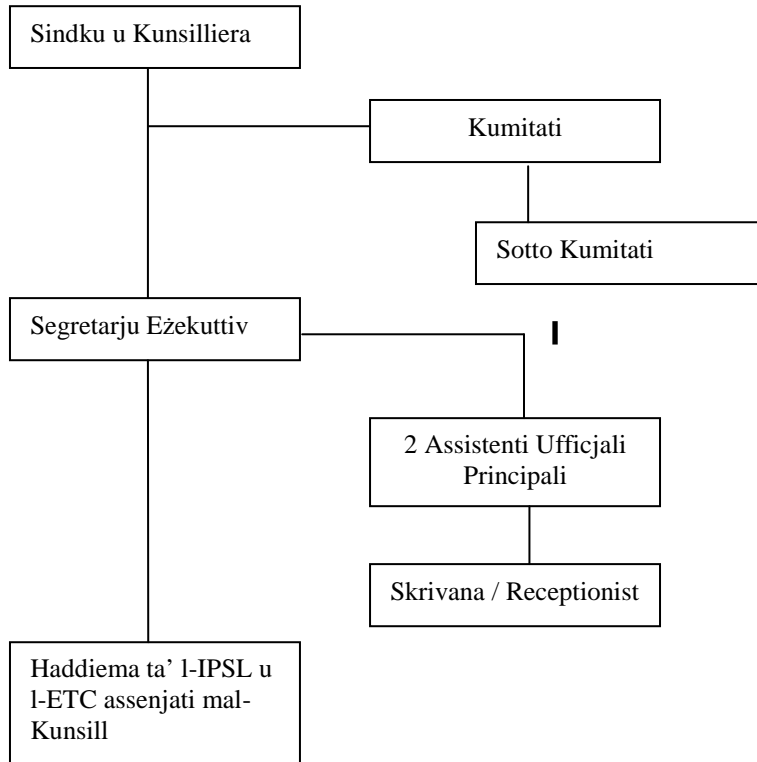 Sindku u Kunsilliera
Kumitati
Sotto Kumitati
Segretarju Eżekuttiv
2 Assistenti Ufficjali
Principali
Skrivana / Receptionist
Haddiema ta’ l-IPSL u
l-ETC assenjati mal-
Kunsill